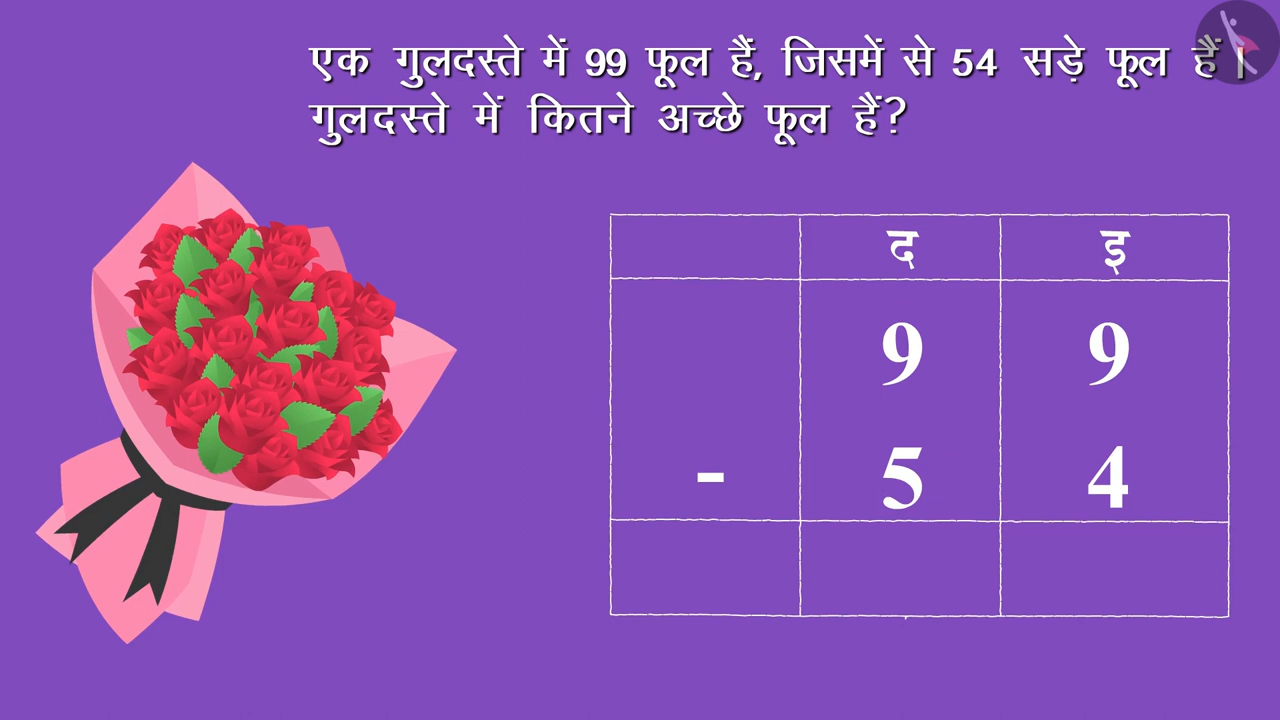 एक गुलदस्ते में 99 फूल हैं, जिसमें से 54 सड़े फूल हैं।
गुलदस्ते में कितने अच्छे फूल हैं?
द इ
9 9
- 5 4